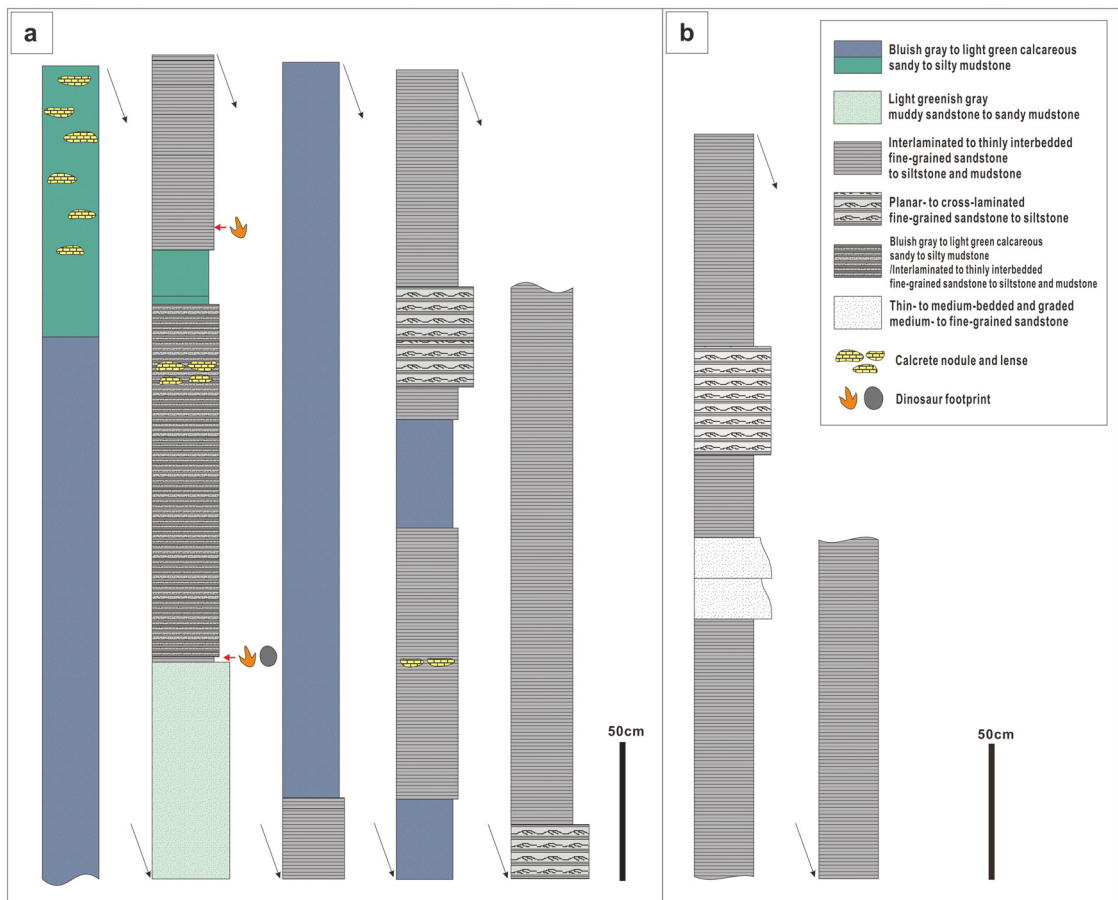 a
50cm
b
50cm
Bluish gray to light green calcareous
sandy to silty mudstone
Light greenish gray
muddy sandstone to sandy mudstone
Interlaminated to thinly interbedded
fine-grained sandstone
to siltstone and mudstone
Planar- to cross-laminated
fine-grained sandstone to siltstone
Bluish gray to light green calcareous
sandy to silty mudstone
/Interlaminated to thinly interbedded
fine-grained sandstone to siltstone and mudstone
Thin- to medium-bedded and graded
medium- to fine-grained sandstone
Calcrete nodule and lense
Dinosaur footprint